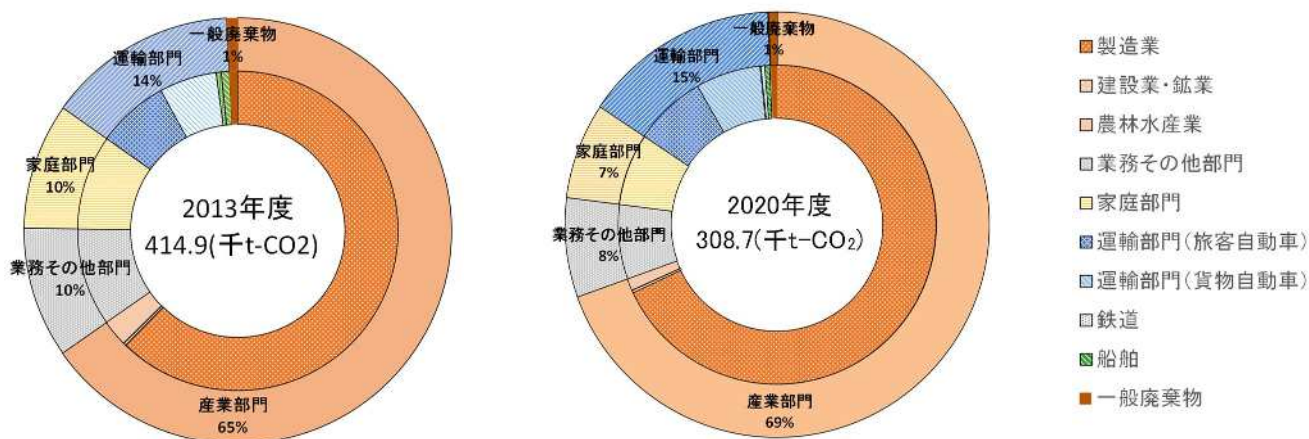 一般廃棄物
1%
運輸部門
14%
家庭部門
10%
業務その他部門
10%
産業部門
65%
2013年度
414.9(千t-CO2)
一般廃棄物
1%
運輸部門
15%
家庭部門
7%
業務その他部門
8%
産業部門
69%
2020年度
308.7(千t-CO₂)
製造業
建設業・鉱業
農林水産業
業務その他部門
家庭部門
運輸部門(旅客自動車)
運輸部門(貨物自動車)
鉄道
船舶
一般廃棄物